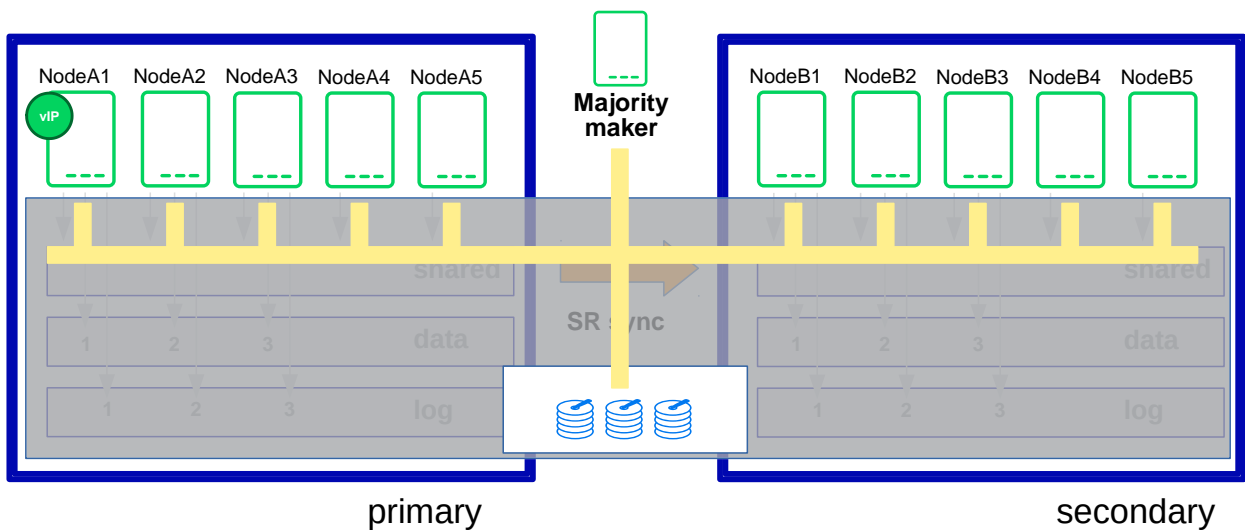 NodeA1 NodeA2 NodeA3 NodeA4 NodeA5
NodeB1 NodeB2 NodeB3 NodeB4 NodeB5
vIP
Majority
maker
shared
shared
SR sync
1 2 3 data
1 2 3 data
1 2 3 log
1 2 3 log
primary
secondary